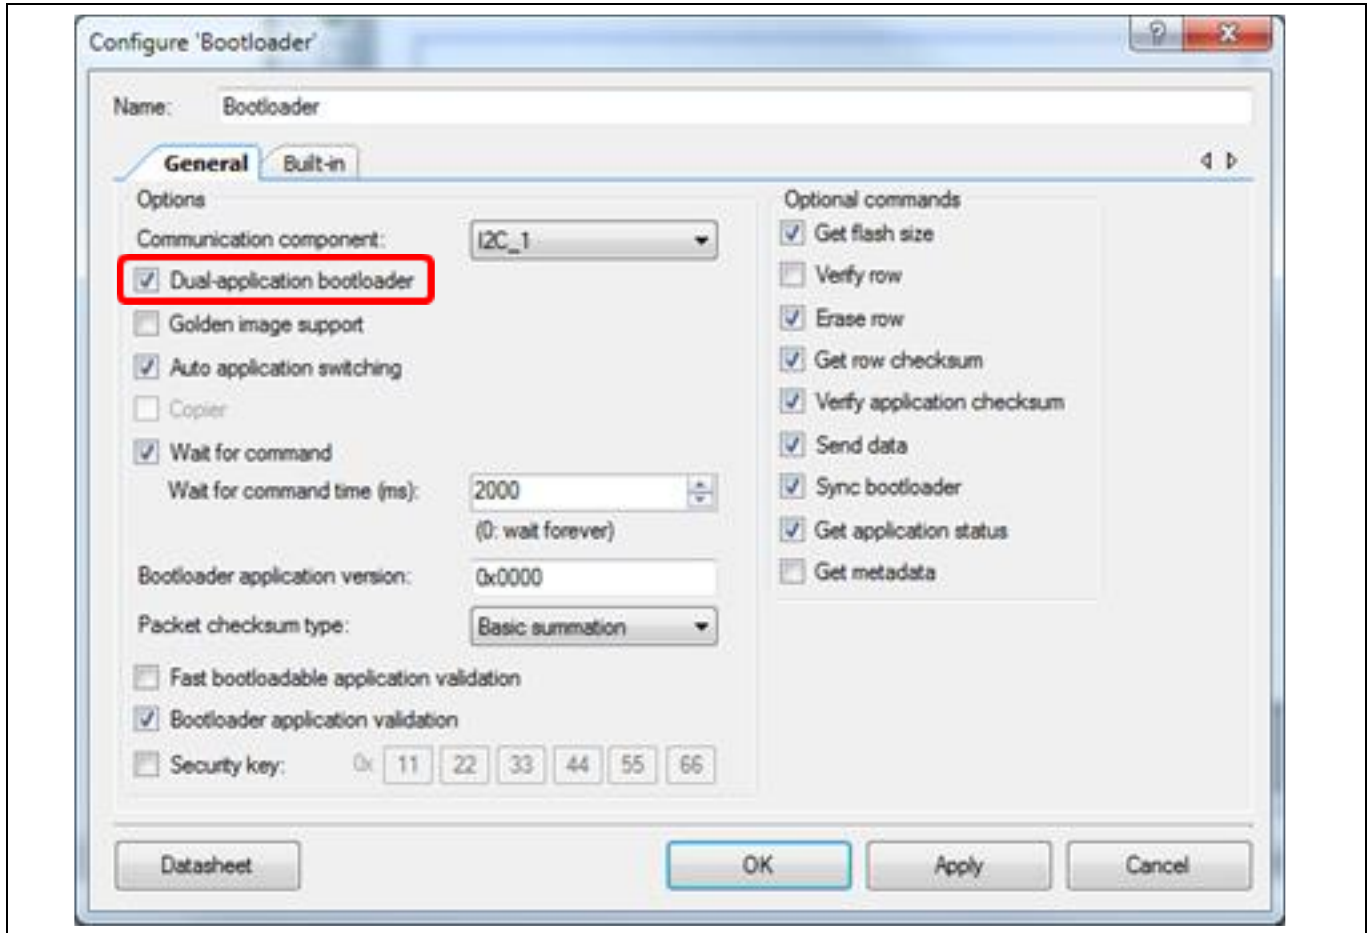 Configure 'Bootloader'
Name: Bootloader
General Built-in
Options
Communication component: I2C_1
Dual-application bootloader
Golden image support
Auto application switching
Copier
Wait for command
Wait for command time (ms): 2000
(0: wait forever)
Bootloader application version: 0x0000
Packet checksum type: Basic summation
Fast bootloadable application validation
Bootloader application validation
Security key: 0x 11 22 33 44 55 66
Optional commands
Get flash size
Verify row
Erase row
Get row checksum
Verify application checksum
Send data
Sync bootloader
Get application status
Get metadata
Datasheet OK Apply Cancel